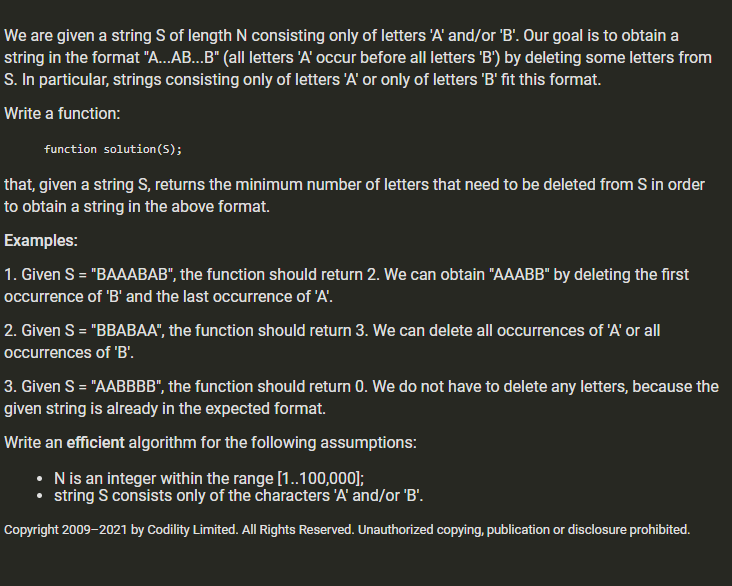 We are given a string S of length N consisting only of letters 'A' and/or 'B'. Our goal is to obtain a
string in the format "A...AB...B" (all letters 'A' occur before all letters 'B') by deleting some letters from
S. In particular, strings consisting only of letters 'A' or only of letters 'B' fit this format.
Write a function:
function solution(S);
that, given a string S, returns the minimum number of letters that need to be deleted from S in order
to obtain a string in the above format.
Examples:
1. Given S = "BAAABAB", the function should return 2. We can obtain "AAABB" by deleting the first
occurrence of 'B' and the last occurrence of 'A'.
2. Given S = "BBABAA", the function should return 3. We can delete all occurrences of 'A' or all
occurrences of 'B'.
3. Given S = "AABBBB", the function should return 0. We do not have to delete any letters, because the
given string is already in the expected format.
Write an efficient algorithm for the following assumptions:
• N is an integer within the range [1..100,000];
• string S consists only of the characters 'A' and/or 'B'.
Copyright 2009–2021 by Codility Limited. All Rights Reserved. Unauthorized copying, publication or disclosure prohibited.